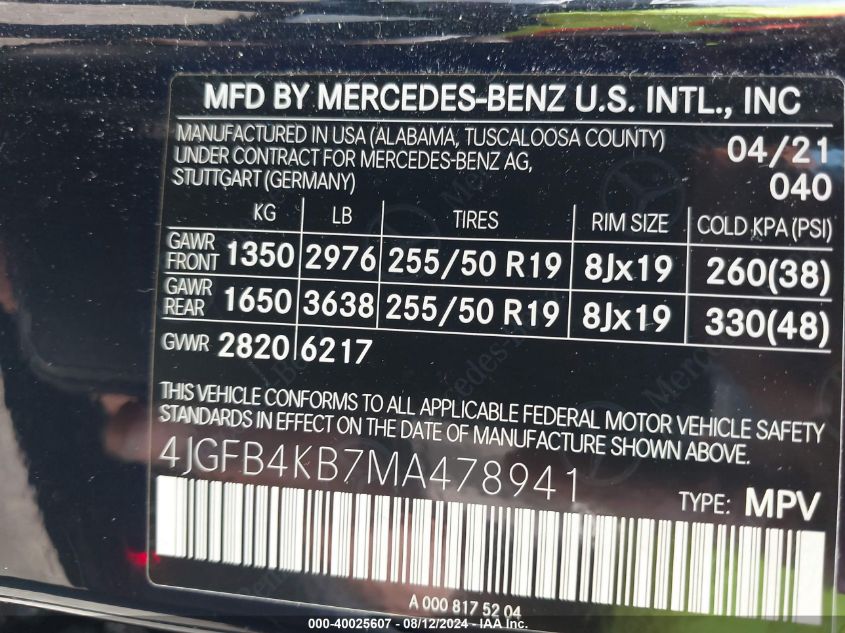 MFD BY MERCEDES-BENZ U.S. INTL., INC
MANUFACTURED IN USA (ALABAMA, TUSCALOOSA COUNTY) 04/21
UNDER CONTRACT FOR MERCEDES-BENZ AG,
STUTTGART (GERMANY) 040
KG LB TIRES RIM SIZE COLD KPA (PSI)
GAWR FRONT 1350 2976 255/50 R19 8Jx19 260(38)
GAWR REAR 1650 3638 255/50 R19 8Jx19 330(48)
GVWR 2820 6217
THIS VEHICLE CONFORMS TO ALL APPLICABLE FEDERAL MOTOR VEHICLE SAFETY
STANDARDS IN EFFECT ON THE DATE OF MANUFACTURE SHOWN ABOVE.
4JGFB4KB7MA478941
TYPE: MPV
A 000 817 52 04
000-40025607 - 08/12/2024 - IAA Inc.